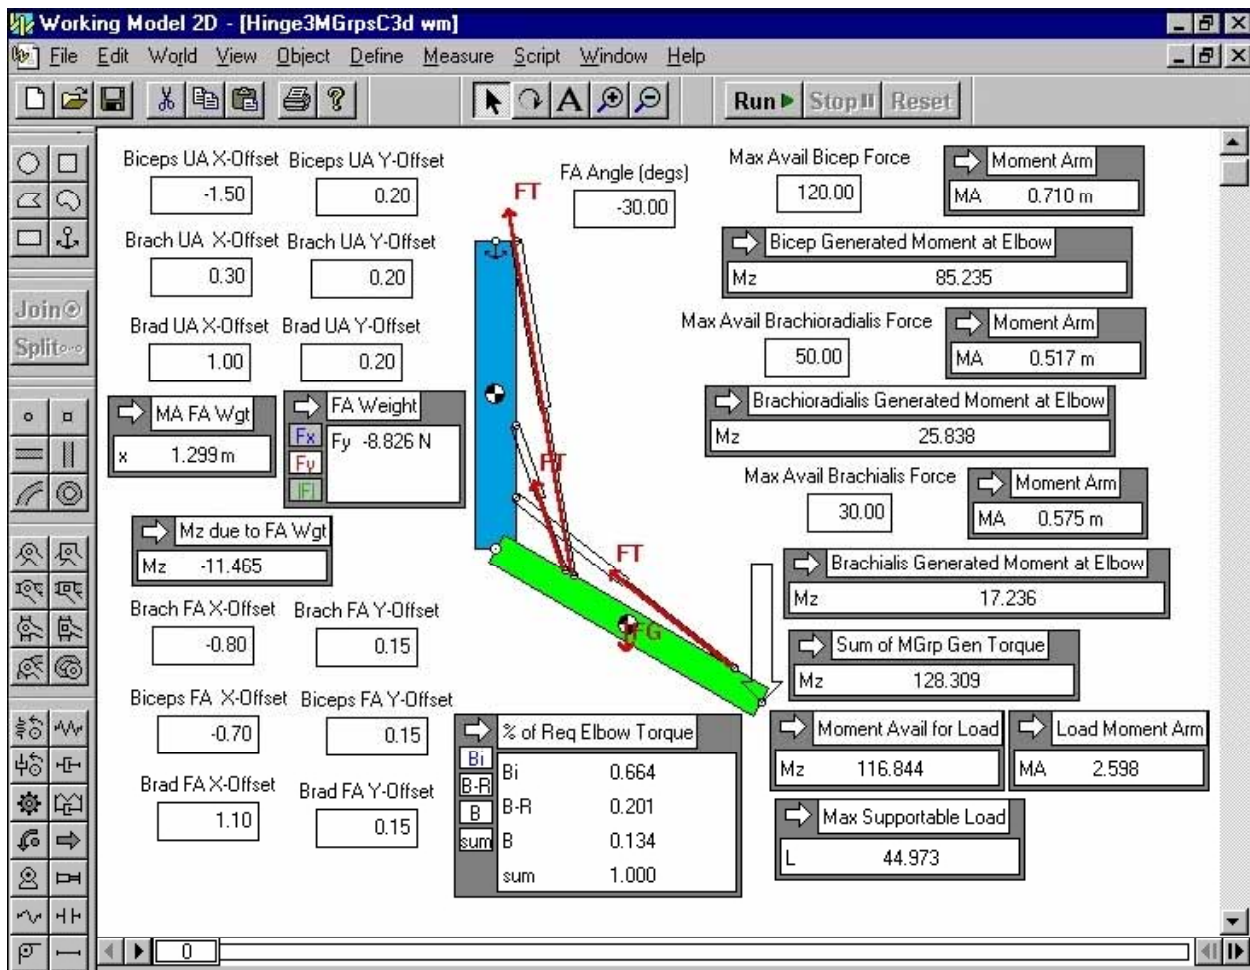 Working Model 2D - [Hinge3MGrpsC3d wm]
File Edit World View Object Define Measure Script Window Help
A ? Run Stop Reset
Join
Split
Biceps UA X-Offset Biceps UA Y-Offset
-1.50 0.20
Brach UA X-Offset Brach UA Y-Offset
0.30 0.20
Brad UA X-Offset Brad UA Y-Offset
1.00 0.20
MA FA Wgt
x 1.299 m
FA Weight
Fx
Fy
|F|
Fy -8.826 N
Mz due to FA Wgt
Mz -11.465
Brach FA X-Offset Brach FA Y-Offset
-0.80 0.15
Biceps FA X-Offset Biceps FA Y-Offset
-0.70 0.15
Brad FA X-Offset Brad FA Y-Offset
1.10 0.15
FA Angle (degs)
-30.00
FT
FT
FT
FG
% of Req Elbow Torque
Bi
B-R
B
sum
Bi 0.664
B-R 0.201
B 0.134
sum 1.000
Max Avail Bicep Force
120.00
Moment Arm
MA 0.710 m
Bicep Generated Moment at Elbow
Mz 85.235
Max Avail Brachioradialis Force
50.00
Moment Arm
MA 0.517 m
Brachioradialis Generated Moment at Elbow
Mz 25.838
Max Avail Brachialis Force
30.00
Moment Arm
MA 0.575 m
Brachialis Generated Moment at Elbow
Mz 17.236
Sum of MGrp Gen Torque
Mz 128.309
Moment Avail for Load
Mz 116.844
Load Moment Arm
MA 2.598
Max Supportable Load
L 44.973
0